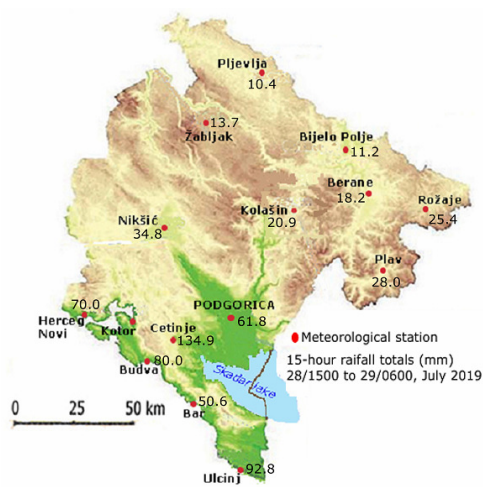 Pljevlja
10.4
13.7
Žabljak
Bijelo Polje
11.2
Berane
18.2
Rožaje
25.4
Kolašin
20.9
Nikšić
34.8
Plav
28.0
70.0
Herceg
Novi
Kotor
PODGORICA
61.8
Cetinje
134.9
80.0
Budva
Skadar lake
50.6
Bar
92.8
Ulcinj
Meteorological station
15-hour raifall totals (mm)
28/1500 to 29/0600, July 2019
0 25 50 km